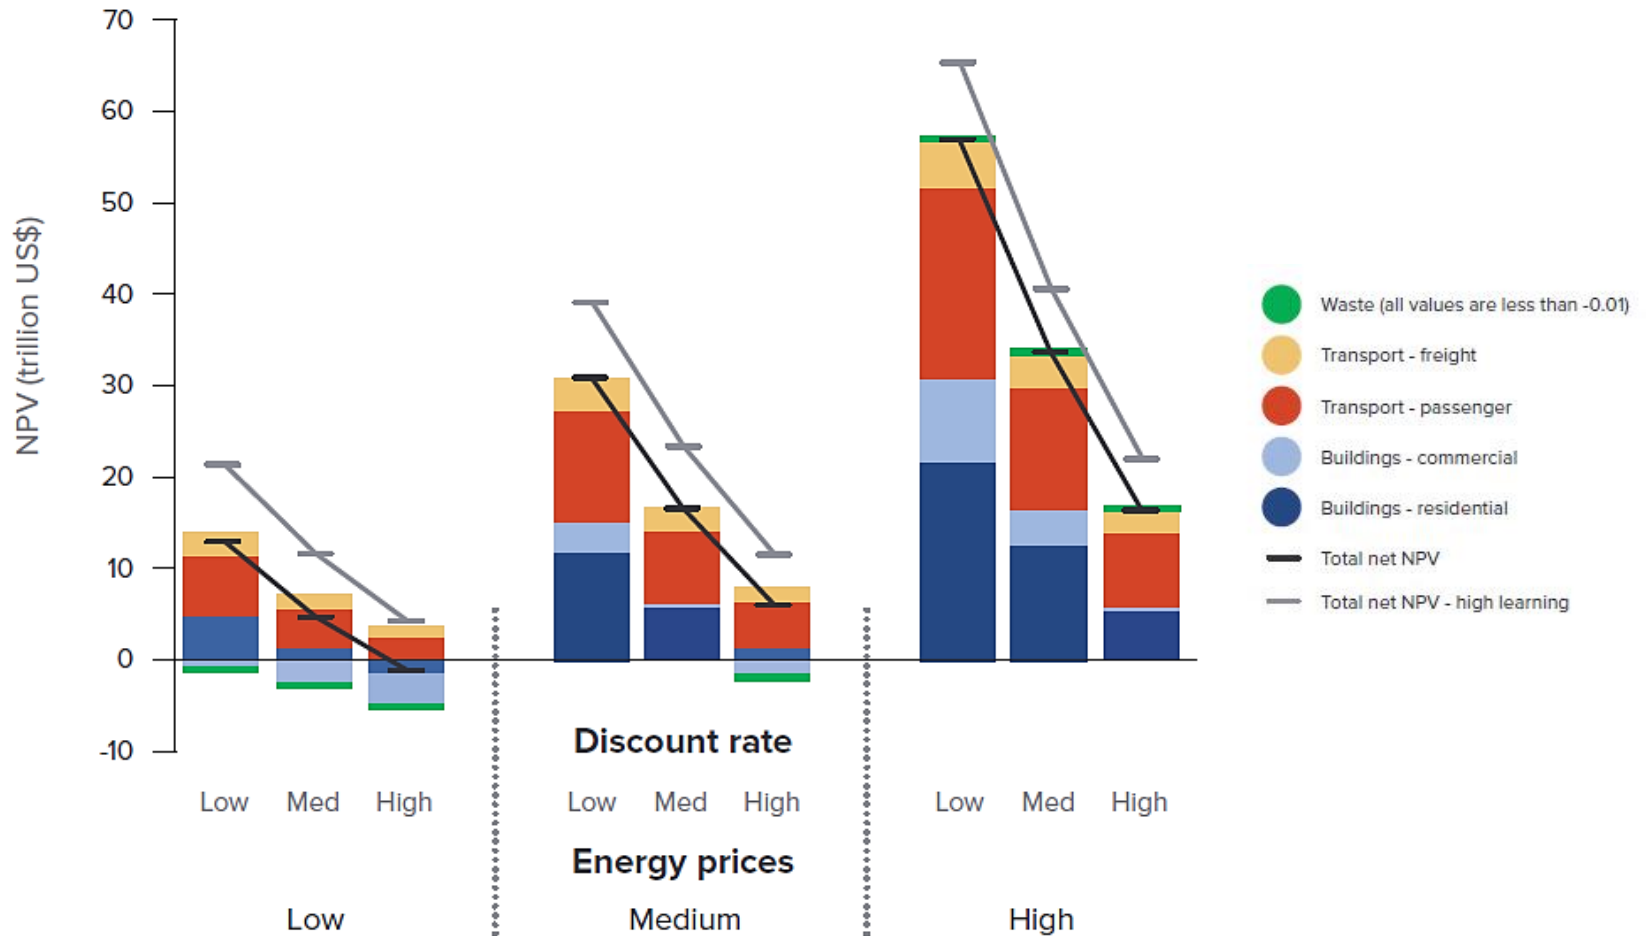 70
60
50
40
30
20
10
0
-10
NPV (trillion US$)
Waste (all values are less than -0.01)
Transport - freight
Transport - passenger
Buildings - commercial
Buildings - residential
Total net NPV
Total net NPV - high learning
Discount rate
Low Med High Low Med High Low Med High
Energy prices
Low Medium High